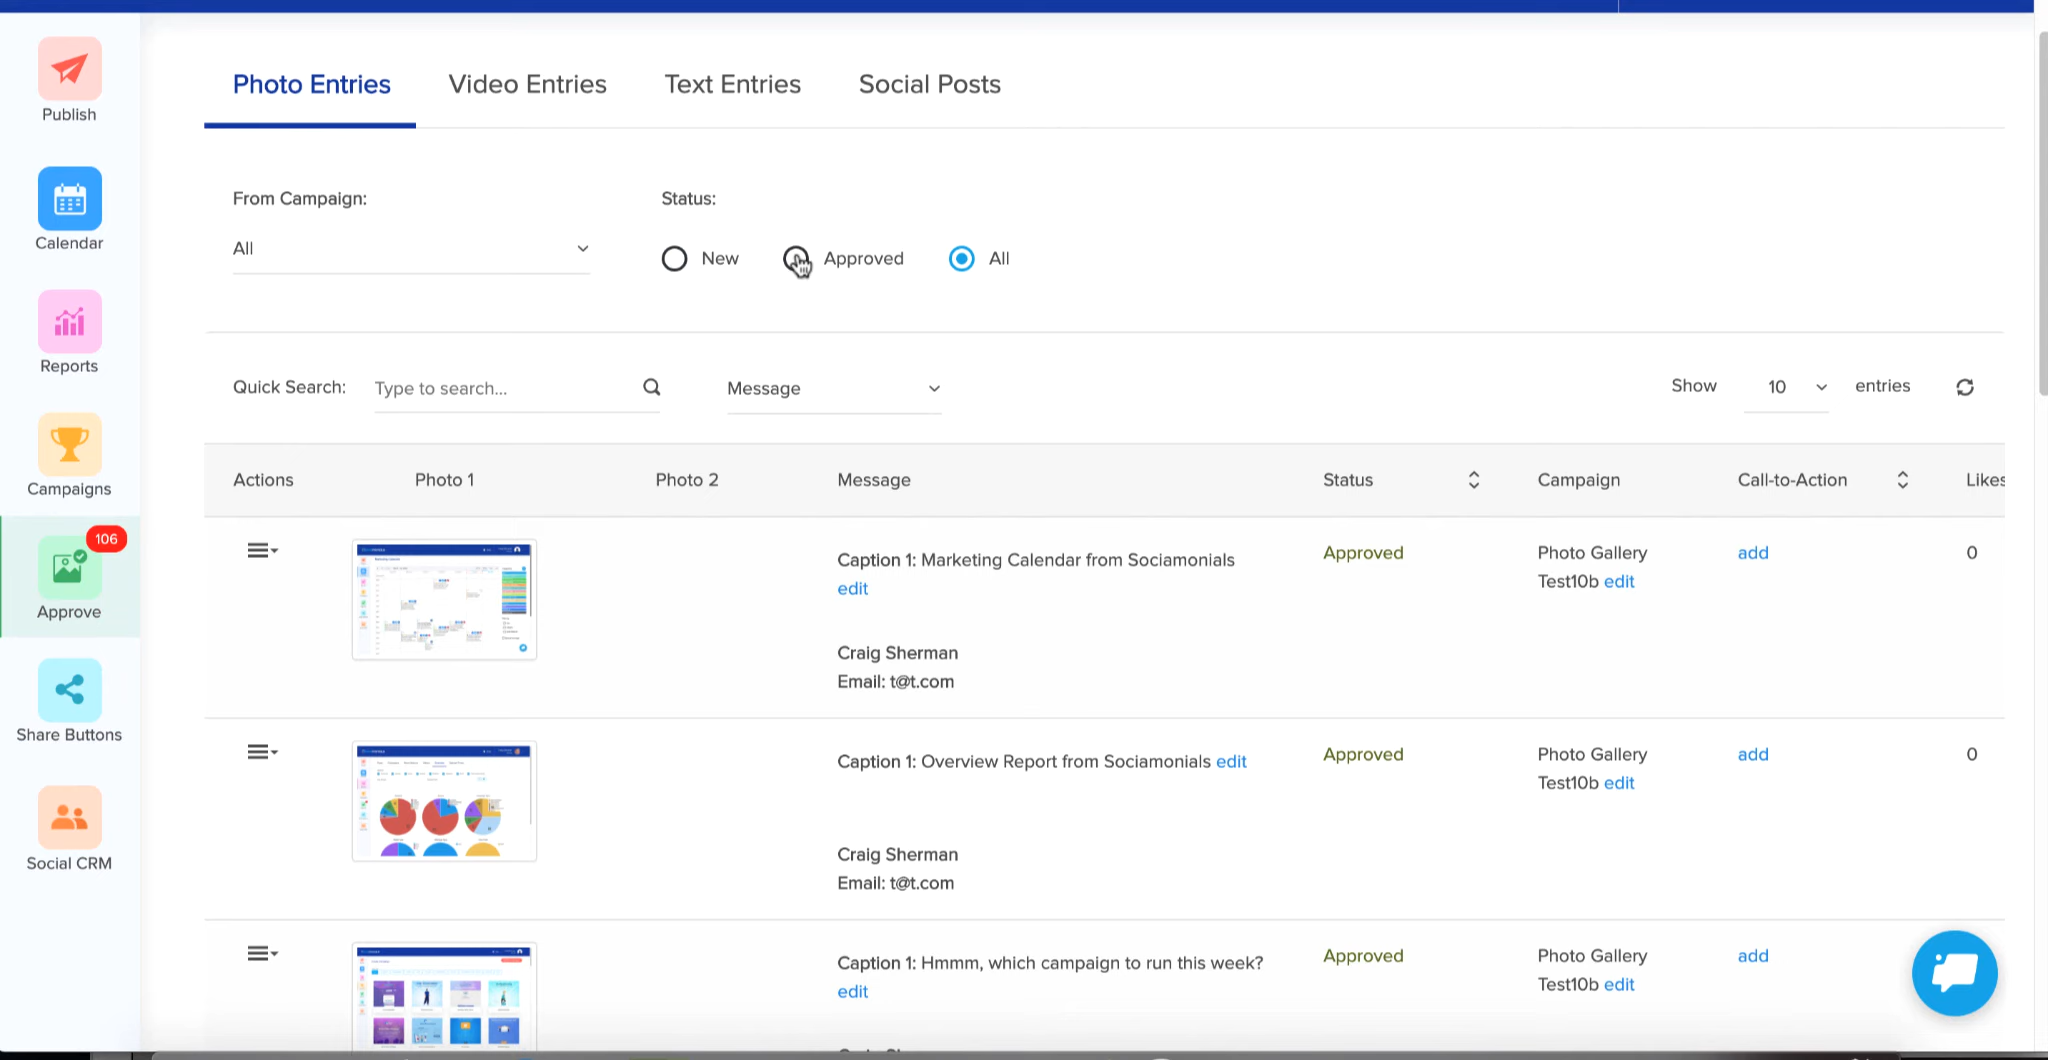 Publish
Calendar
Reports
Campaigns
106
Approve
Share Buttons
Social CRM
Photo Entries Video Entries Text Entries Social Posts
From Campaign: Status:
All New Approved All
Quick Search: Type to search... Message Show 10 entries
Actions Photo 1 Photo 2 Message Status Campaign Call-to-Action Likes
Caption 1: Marketing Calendar from Sociamonials Approved Photo Gallery add 0
edit Test10b edit
Craig Sherman
Email: t@t.com
Caption 1: Overview Report from Sociamonials edit Approved Photo Gallery add 0
Test10b edit
Craig Sherman
Email: t@t.com
Caption 1: Hmmm, which campaign to run this week? Approved Photo Gallery add
edit Test10b edit